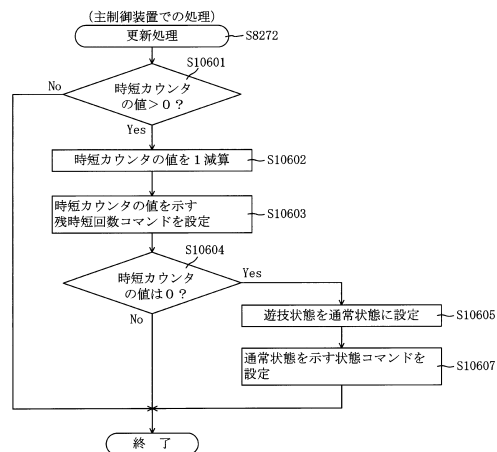 (主制御装置での処理)
更新処理
S8272
S10601
時短カウンタ
の値>0?
No
Yes
時短カウンタの値を1減算
S10602
時短カウンタの値を示す
残時短回数コマンドを設定
S10603
S10604
時短カウンタ
の値は0?
Yes
No
遊技状態を通常状態に設定
S10605
通常状態を示す状態コマンドを
設定
S10607
終 了